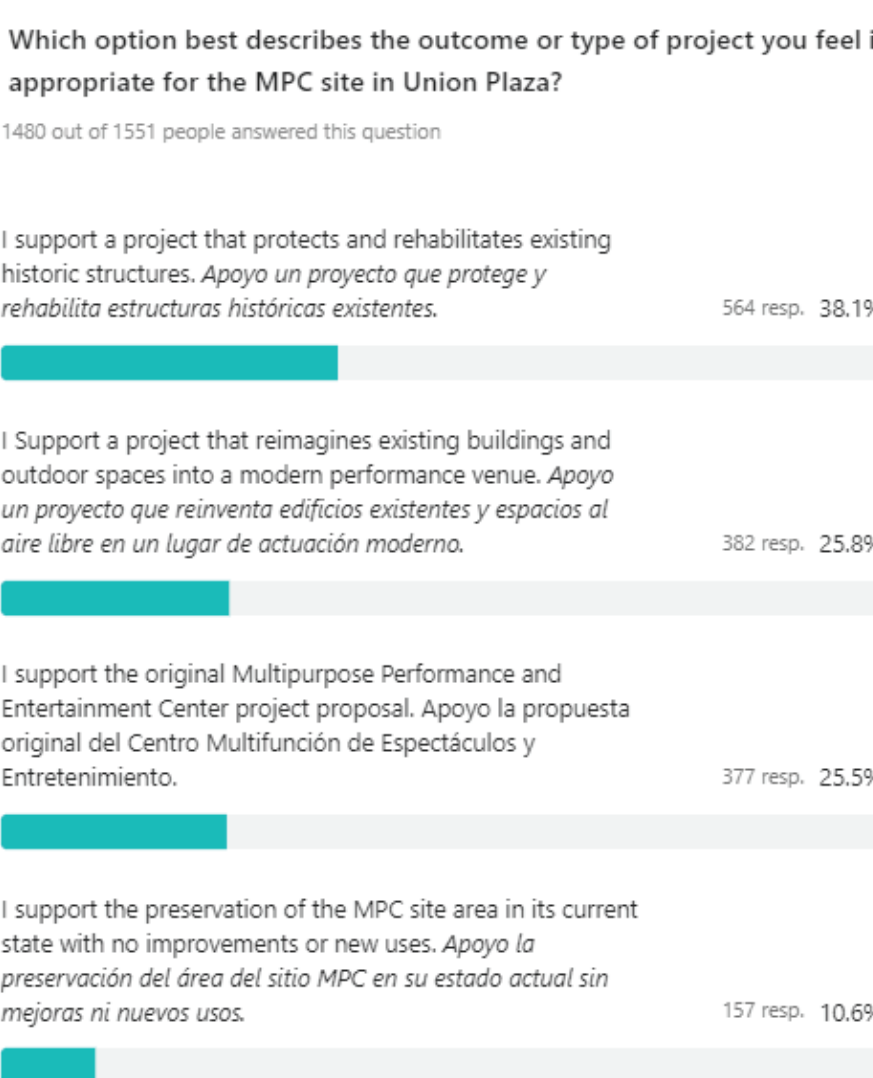 Which option best describes the outcome or type of project you feel i
appropriate for the MPC site in Union Plaza?
1480 out of 1551 people answered this question
I support a project that protects and rehabilitates existing
historic structures. Apoyo un proyecto que protege y
rehabilita estructuras históricas existentes.
564 resp. 38.1%
I Support a project that reimagines existing buildings and
outdoor spaces into a modern performance venue. Apoyo
un proyecto que reinventa edificios existentes y espacios al
aire libre en un lugar de actuación moderno.
382 resp. 25.8%
I support the original Multipurpose Performance and
Entertainment Center project proposal. Apoyo la propuesta
original del Centro Multifunción de Espectáculos y
Entretenimiento.
377 resp. 25.5%
I support the preservation of the MPC site area in its current
state with no improvements or new uses. Apoyo la
preservación del área del sitio MPC en su estado actual sin
mejoras ni nuevos usos.
157 resp. 10.6%